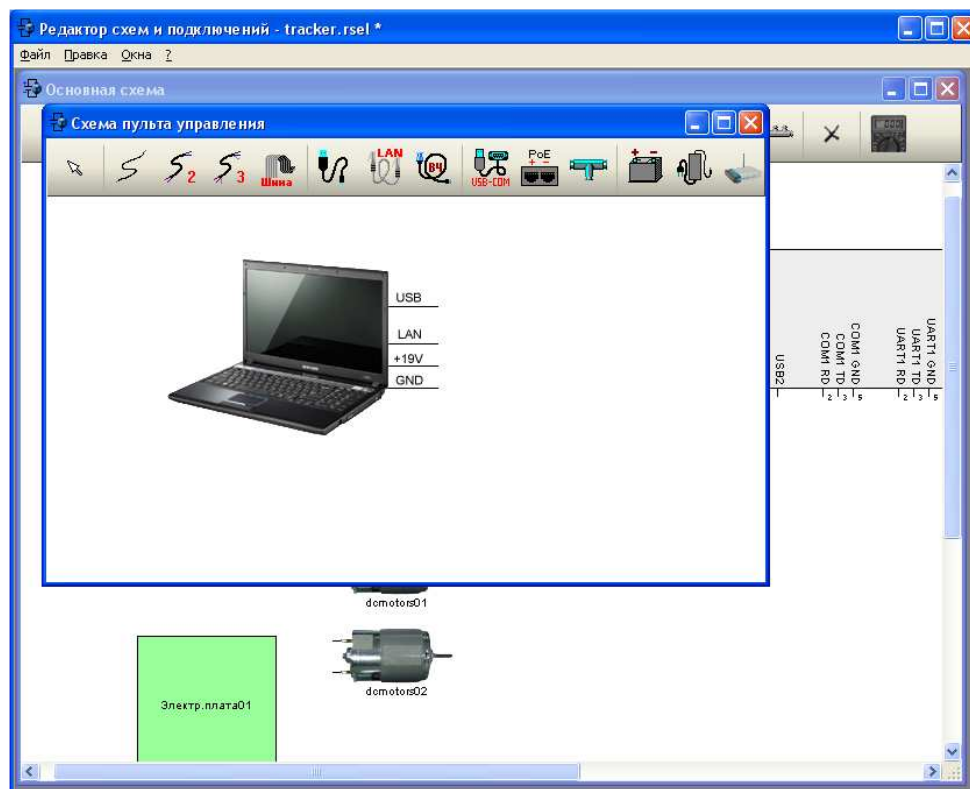 Редактор схем и подключений - tracker.rsel *
Файл Правка Окна ?
Основная схема
Схема пульта управления
2
3
Шина
LAN
ВЧ
USB-COM
PoE
USB
LAN
+19V
GND
USB2
COM1 RD
COM1 TD
COM1 GND
UART1 RD
UART1 TD
UART1 GND
2 3 5
2 3 5
dcmotors01
dcmotors02
Электр.плата01